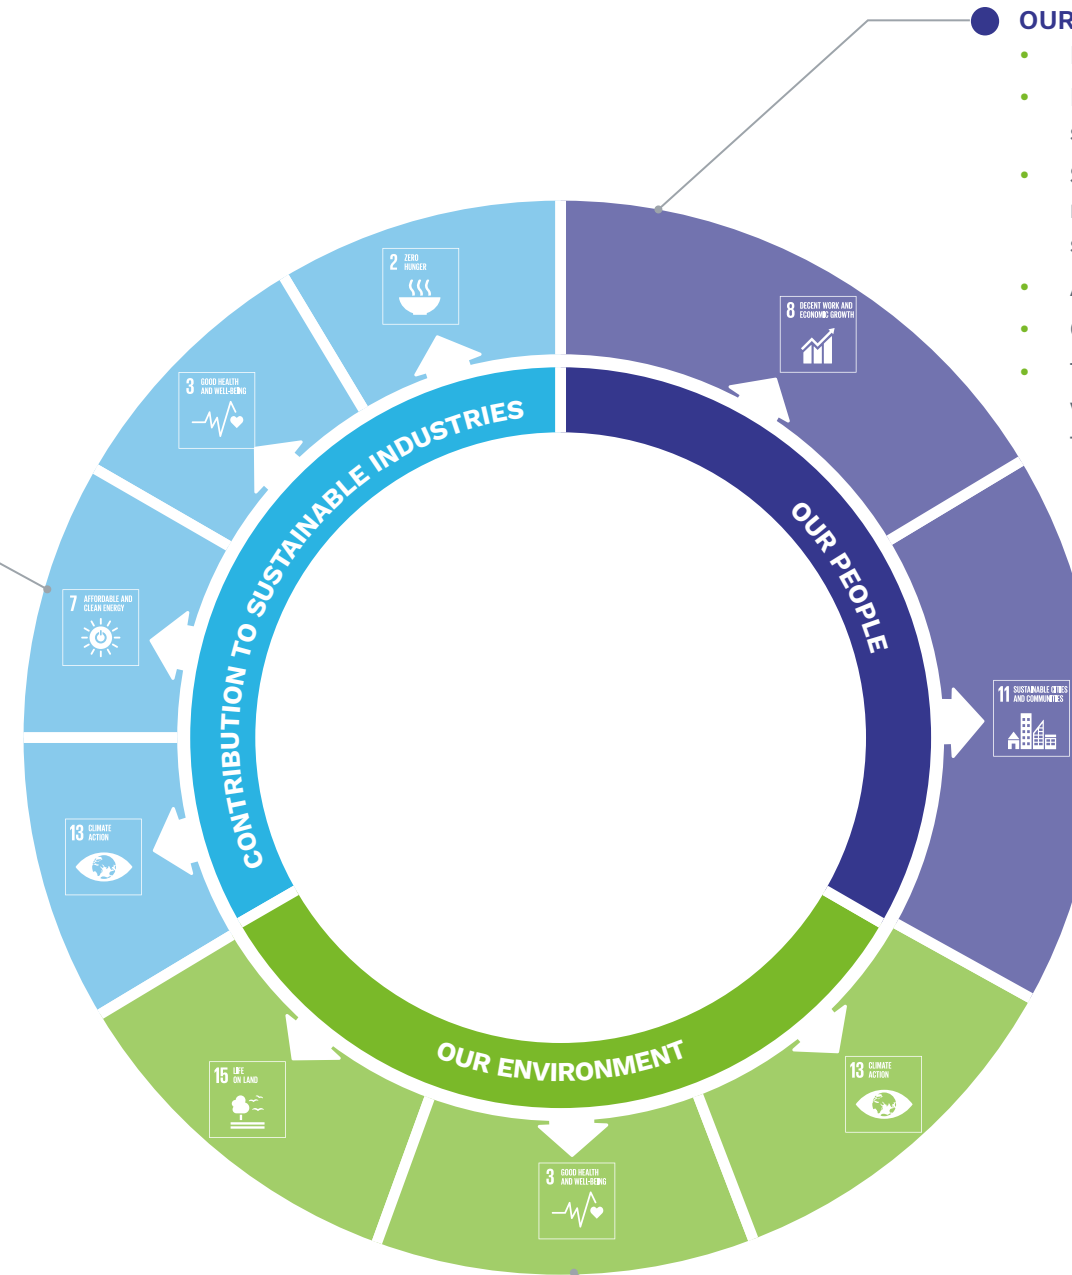 OUR
2 ZERO
HUNGER
8 DECENT WORK AND
ECONOMIC GROWTH
3 GOOD HEALTH
AND WELL-BEING
CONTRIBUTION TO SUSTAINABLE INDUSTRIES
OUR PEOPLE
7 AFFORDABLE AND
CLEAN ENERGY
11 SUSTAINABLE CITIES
AND COMMUNITIES
13 CLIMATE
ACTION
OUR ENVIRONMENT
15 LIFE
ON LAND
13 CLIMATE
ACTION
3 GOOD HEALTH
AND WELL-BEING